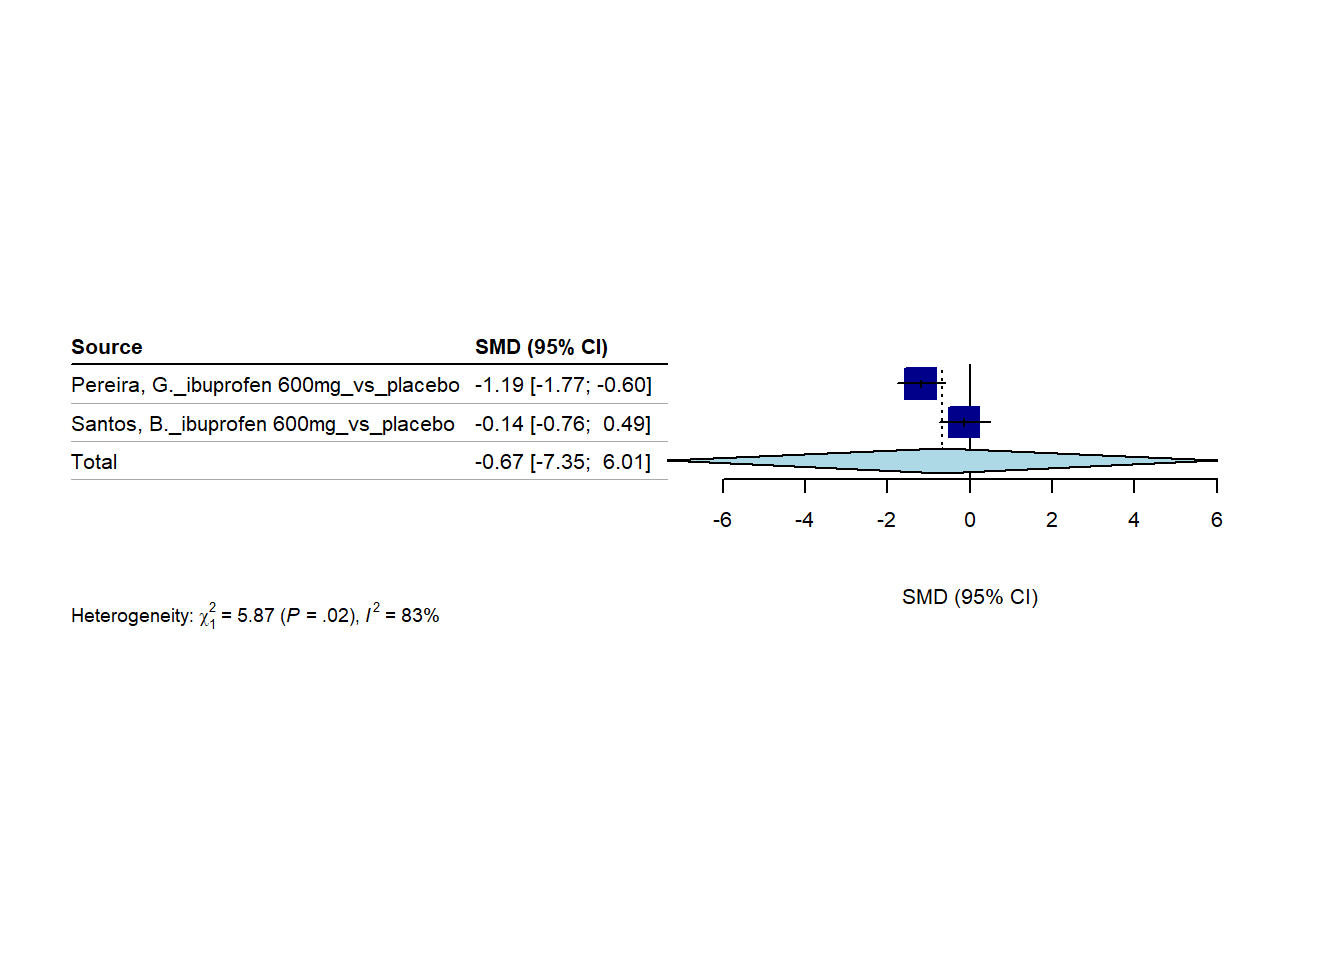 Source SMD (95% CI)
Pereira, G._ibuprofen 600mg_vs_placebo -1.19 [-1.77; -0.60]
Santos, B._ibuprofen 600mg_vs_placebo -0.14 [-0.76; 0.49]
Total -0.67 [-7.35; 6.01]
-6 -4 -2 0 2 4 6
SMD (95% CI)
Heterogeneity: χ²₁ = 5.87 (P = .02), I² = 83%